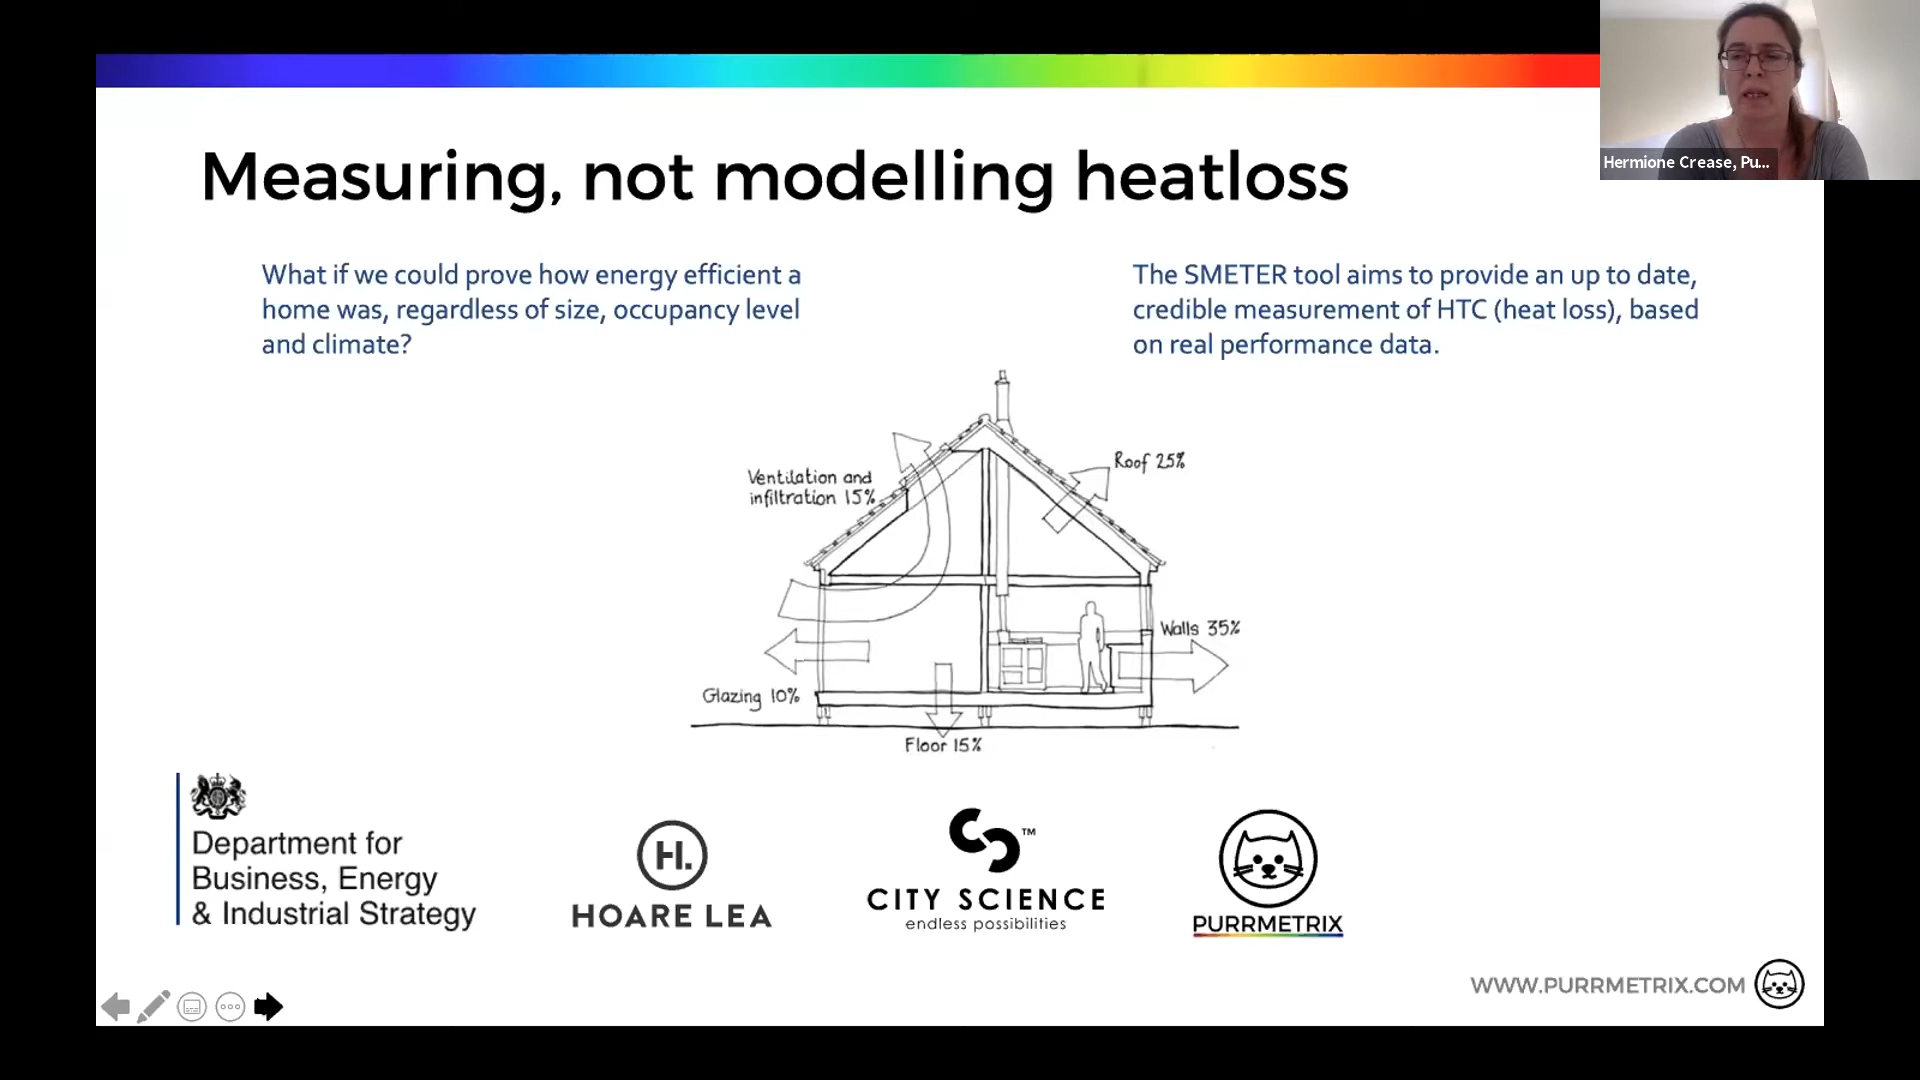 Measuring, not modelling heatloss
Hermione Crease, Pu...
What if we could prove how energy efficient a
home was, regardless of size, occupancy level
and climate?
The SMETER tool aims to provide an up to date,
credible measurement of HTC (heat loss), based
on real performance data.
Ventilation and
infiltration 15%
Roof 25%
Walls 35%
Glazing 10%
Floor 15%
Department for
Business, Energy
& Industrial Strategy
H.
HOARE LEA
TM
CITY SCIENCE
endless possibilities
PURRMETRIX
WWW.PURRMETRIX.COM